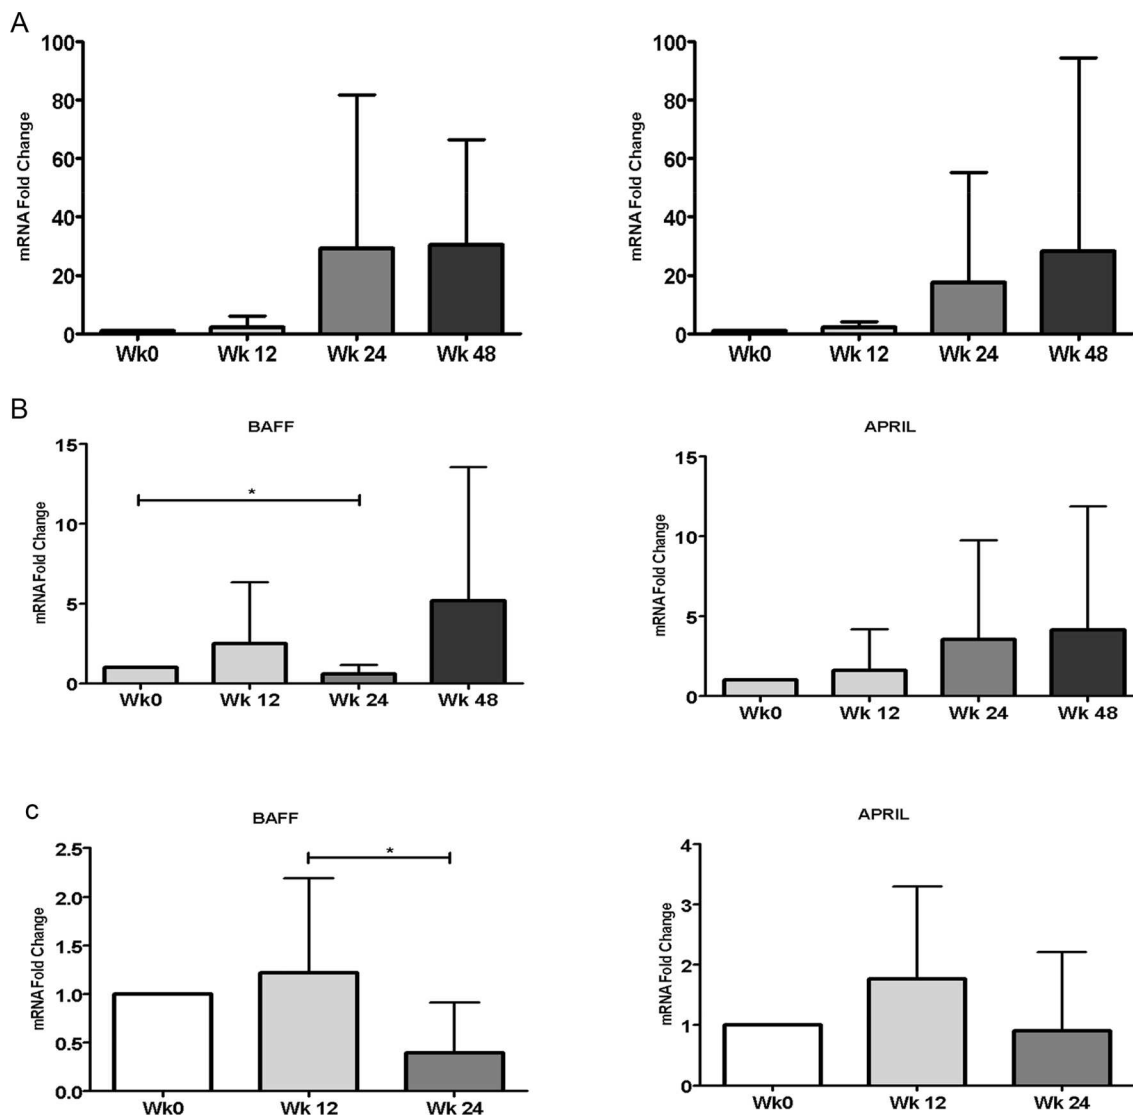 A
mRNA Fold Change
100
80
60
40
20
0
Wk0 Wk 12 Wk 24 Wk 48
mRNA Fold Change
100
80
60
40
20
0
Wk0 Wk 12 Wk 24 Wk 48
B
BAFF
mRNA Fold Change
15
10
5
0
*
Wk0 Wk 12 Wk 24 Wk 48
APRIL
mRNA Fold Change
15
10
5
0
Wk0 Wk 12 Wk 24 Wk 48
c
BAFF
mRNA Fold Change
2.5
2.0
1.5
1.0
0.5
0.0
*
Wk0 Wk 12 Wk 24
APRIL
mRNA Fold Change
4
3
2
1
0
Wk0 Wk 12 Wk 24